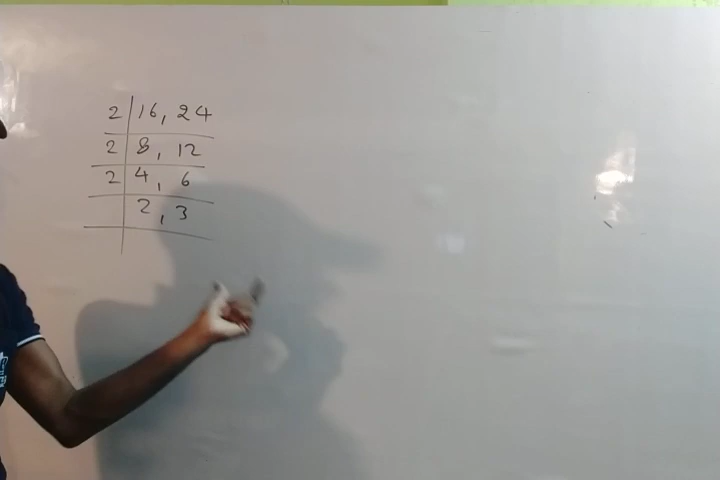 2 | 16, 24
2 | 8, 12
2 | 4, 6
2, 3